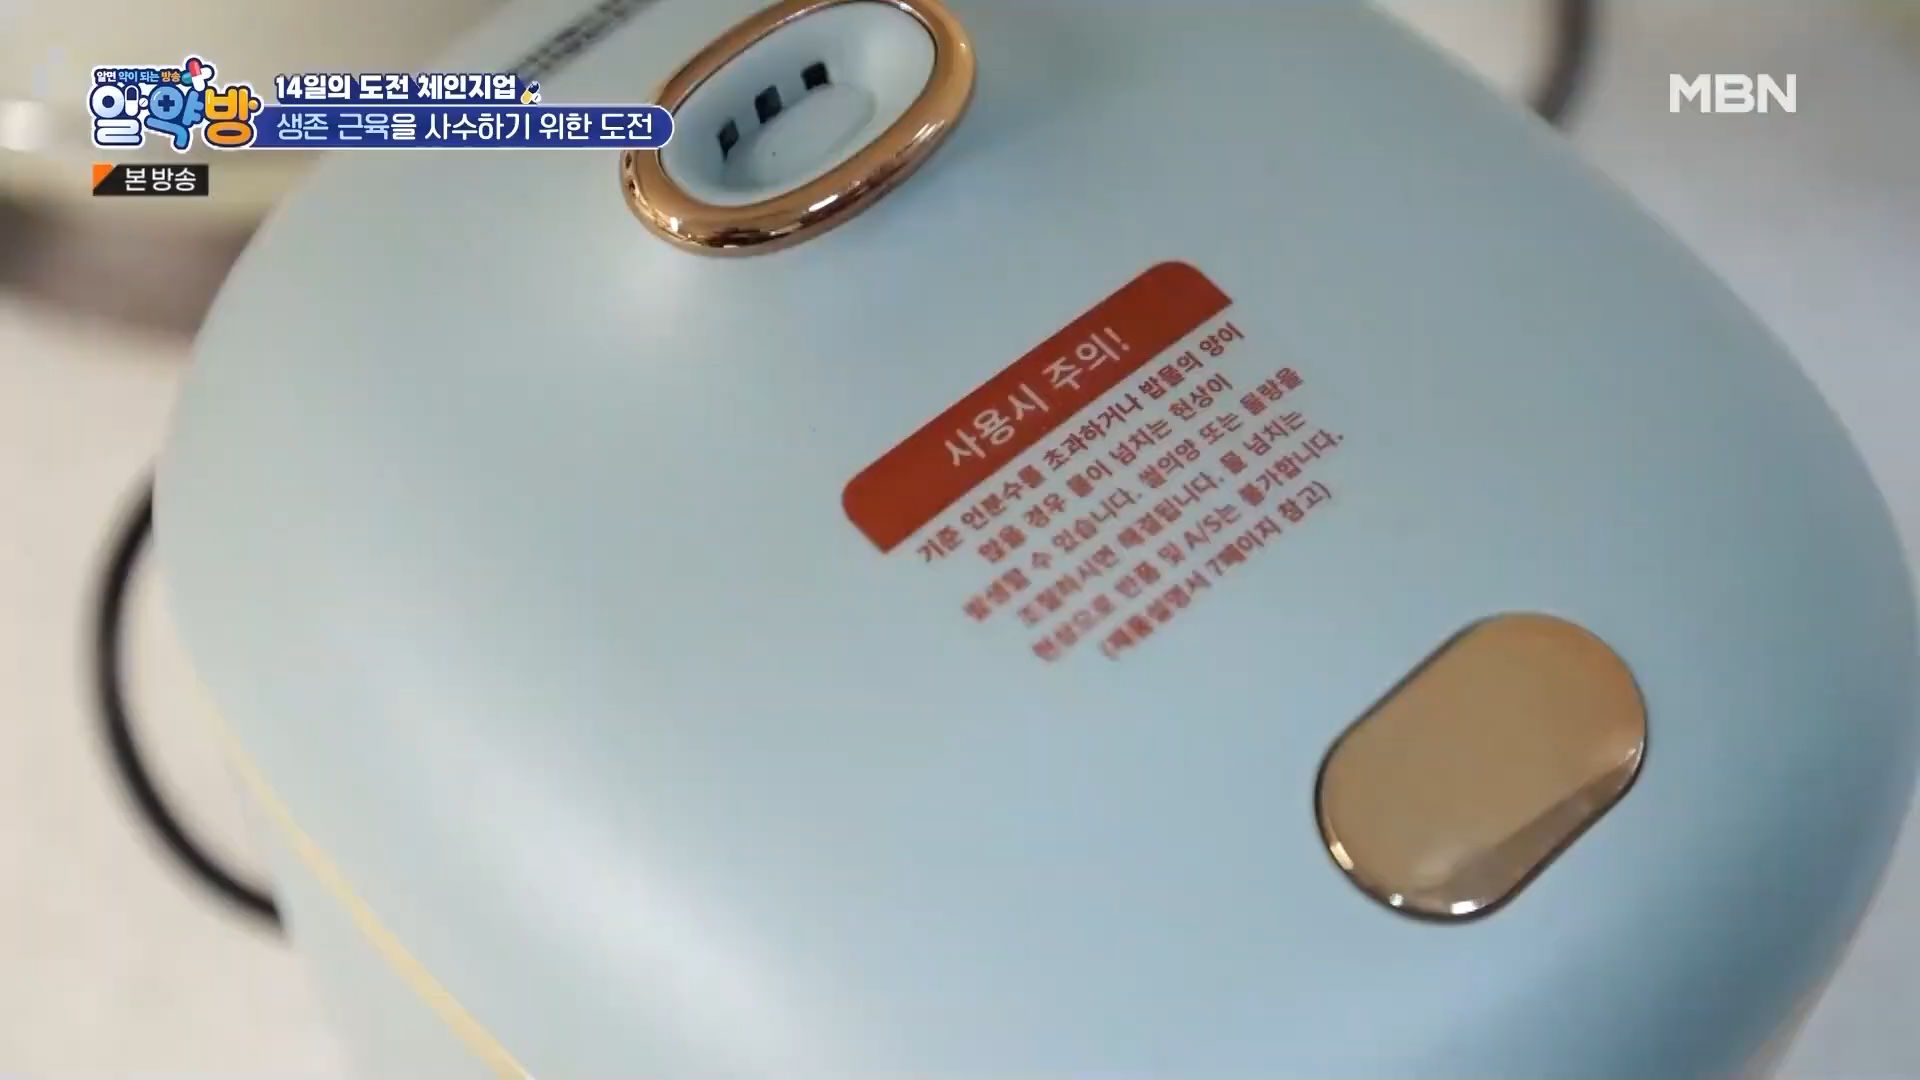 알면 약이 되는 방송
알약방
14일의 도전 체인지업
생존 근육을 사수하기 위한 도전
본 방송
MBN
사용시 주의!
기준 인분수를 초과하거나 밥물의 양이
많을 경우 물이 넘치는 현상이
발생할 수 있습니다. 쌀의양 또는 물량을
조절하시면 해결됩니다. 물 넘치는
현상으로 반품 및 A/S는 불가합니다.
(제품설명서 7페이지 참고)